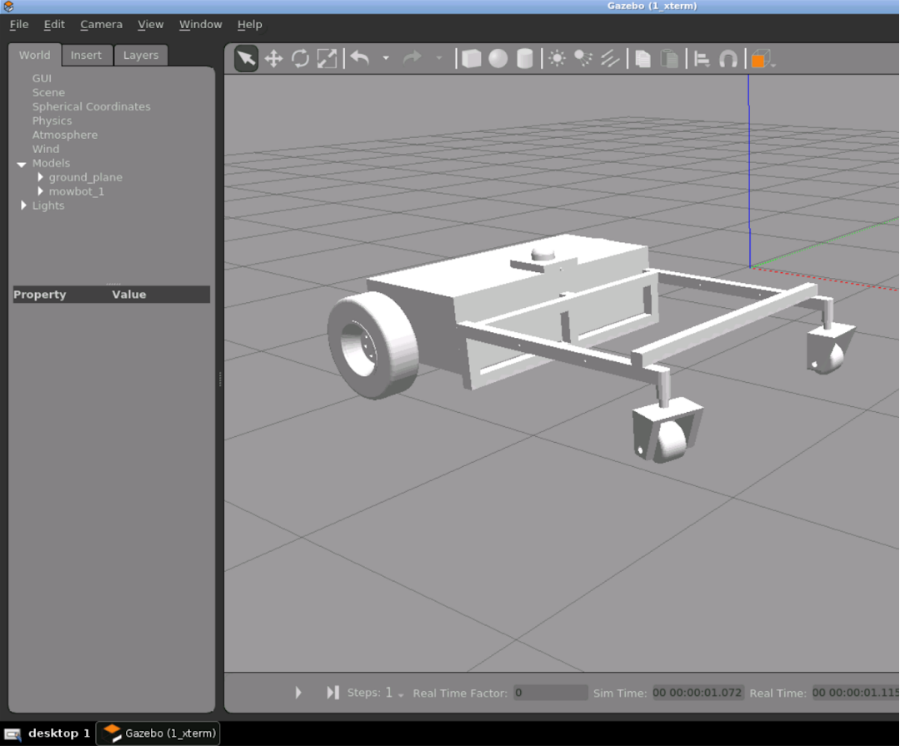 Gazebo (1_xterm)
File Edit Camera View Window Help
World Insert Layers
GUI
Scene
Spherical Coordinates
Physics
Atmosphere
Wind
Models
ground_plane
mowbot_1
Lights
Property Value
Steps: 1 Real Time Factor: 0 Sim Time: 00 00:00:01.072 Real Time: 00 00:00:01.115
desktop 1 Gazebo (1_xterm)